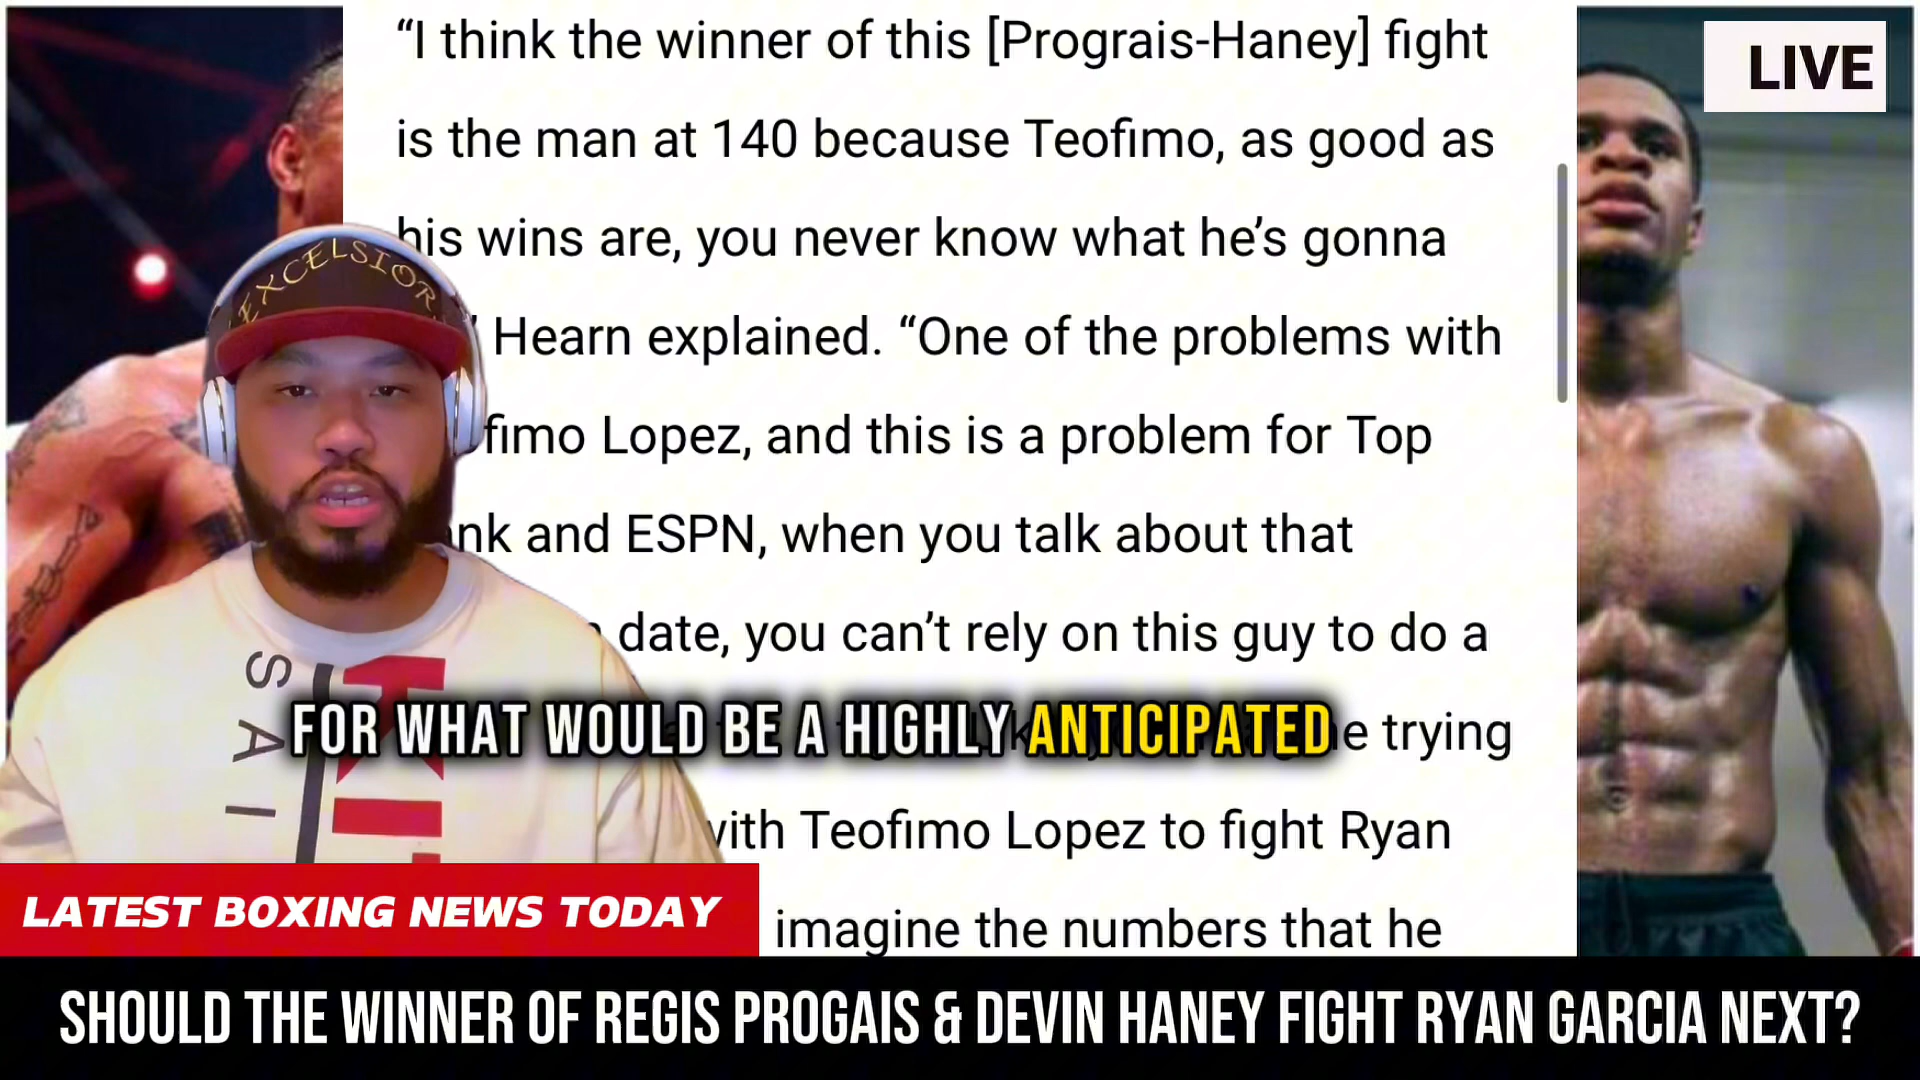 “I think the winner of this [Prograis-Haney] fight
LIVE
is the man at 140 because Teofimo, as good as
his wins are, you never know what he’s gonna
EXCELSIOR
Hearn explained. “One of the problems with
fimo Lopez, and this is a problem for Top
nk and ESPN, when you talk about that
date, you can’t rely on this guy to do a
SAI
FOR WHAT WOULD BE A HIGHLY ANTICIPATED
e trying
with Teofimo Lopez to fight Ryan
LATEST BOXING NEWS TODAY
imagine the numbers that he
SHOULD THE WINNER OF REGIS PROGAIS & DEVIN HANEY FIGHT RYAN GARCIA NEXT?